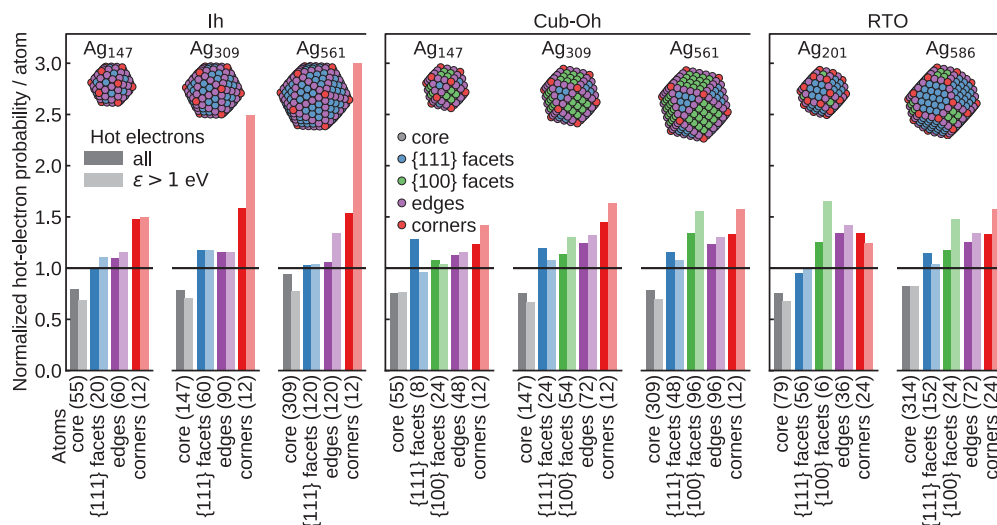 Ih
Cub-Oh
RTO
Normalized hot-electron probability / atom
3.0
2.5
2.0
1.5
1.0
0.5
0.0
Ag147
Ag309
Ag561
Ag147
Ag309
Ag561
Ag201
Ag586
Hot electrons
all
ε > 1 eV
core
{111} facets
{100} facets
edges
corners
Atoms
core (55)
{111} facets (20)
edges (60)
corners (12)
core (147)
{111} facets (60)
edges (90)
corners (12)
core (309)
{111} facets (120)
edges (120)
corners (12)
core (55)
{111} facets (8)
{100} facets (24)
edges (48)
corners (12)
core (147)
{111} facets (24)
{100} facets (54)
edges (72)
corners (12)
core (309)
{111} facets (48)
{100} facets (96)
edges (96)
corners (12)
core (79)
{111} facets (56)
{100} facets (6)
edges (36)
corners (24)
core (314)
{111} facets (152)
{100} facets (24)
edges (72)
corners (24)